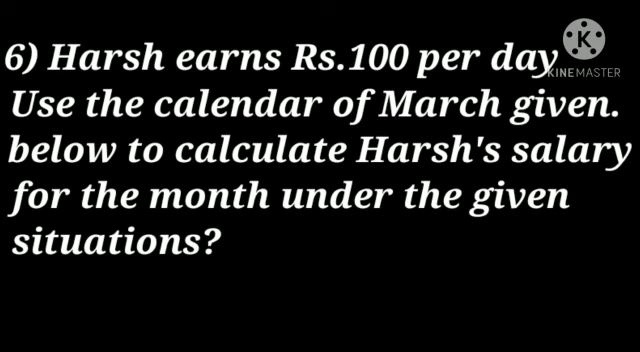 6) Harsh earns Rs.100 per day
KINEMASTER
Use the calendar of March given.
below to calculate Harsh's salary
for the month under the given
situations?